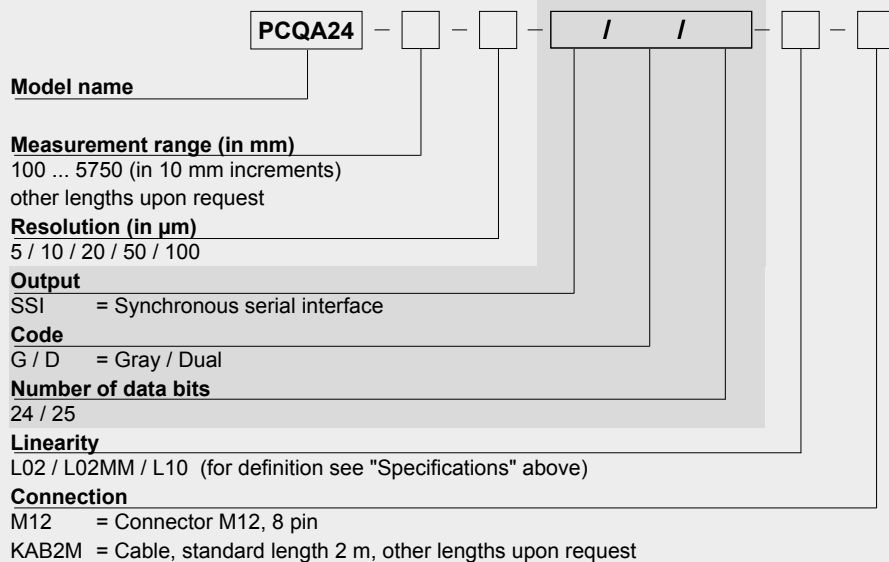 PCQA24 – – – / / – –
Model name
Measurement range (in mm)
100 ... 5750 (in 10 mm increments)
other lengths upon request
Resolution (in µm)
5 / 10 / 20 / 50 / 100
Output
SSI = Synchronous serial interface
Code
G / D = Gray / Dual
Number of data bits
24 / 25
Linearity
L02 / L02MM / L10 (for definition see "Specifications" above)
Connection
M12 = Connector M12, 8 pin
KAB2M = Cable, standard length 2 m, other lengths upon request